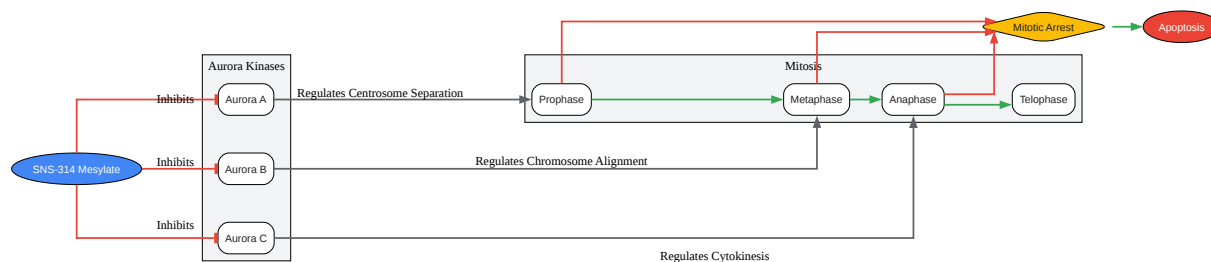 Mitotic Arrest
Apoptosis
Aurora Kinases
Mitosis
Inhibits
Aurora A
Regulates Centrosome Separation
Prophase
Metaphase
Anaphase
Telophase
SNS-314 Mesylate
Inhibits
Aurora B
Regulates Chromosome Alignment
Inhibits
Aurora C
Regulates Cytokinesis